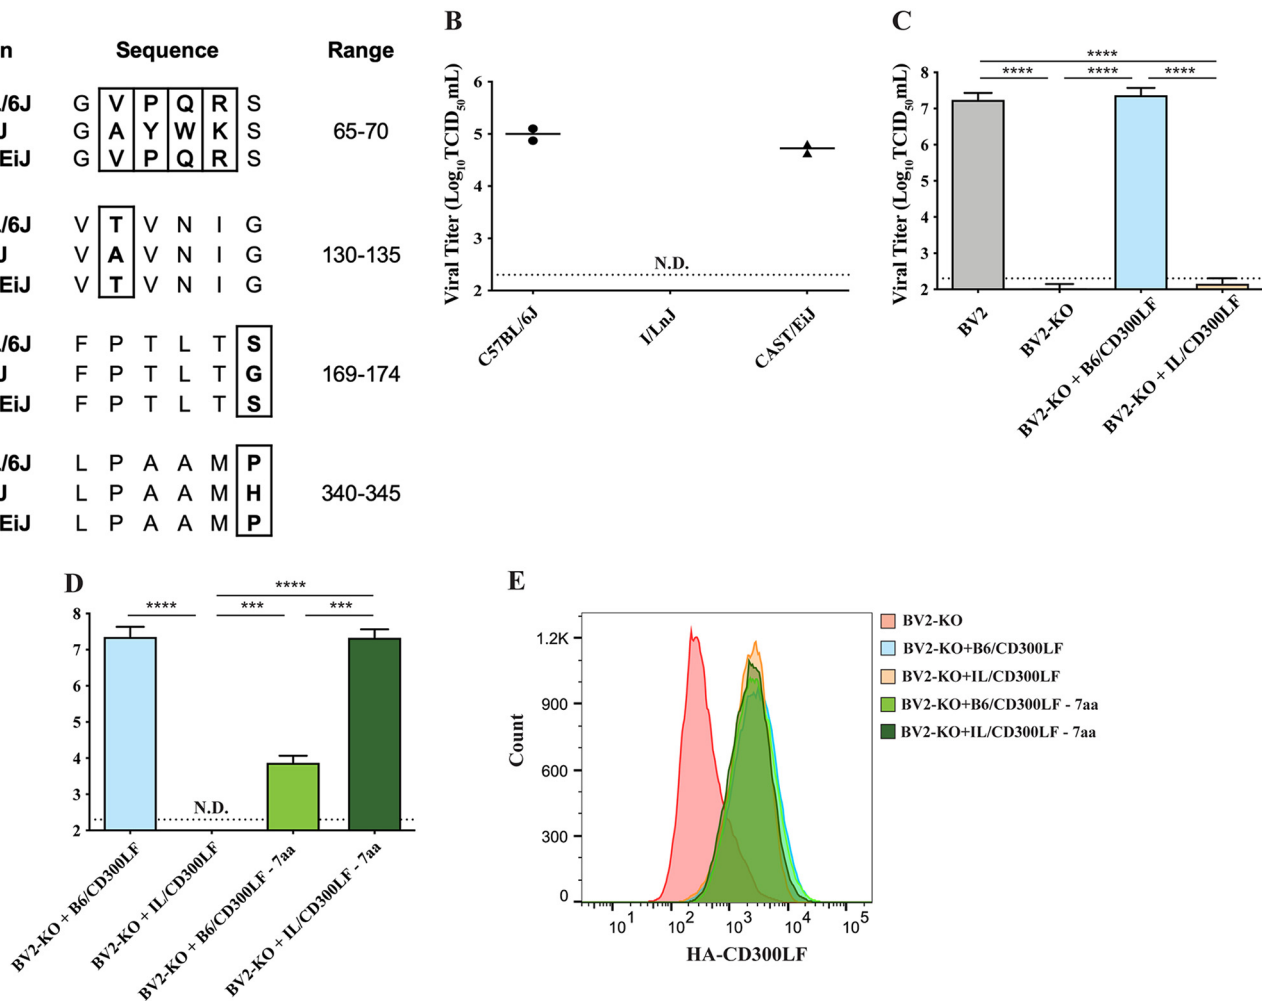 n Sequence Range
/6J G V P Q R S
J G A Y W K S 65-70
EiJ G V P Q R S
/6J V T V N I G
J V A V N I G 130-135
EiJ V T V N I G
/6J F P T L T S
J F P T L T G 169-174
EiJ F P T L T S
/6J L P A A M P
J L P A A M H 340-345
EiJ L P A A M P
B
Viral Titer (Log10TCID50mL)
6
5
4
3
2
N.D.
C57BL/6J
I/LnJ
CAST/EiJ
C
Viral Titer (Log10TCID50mL)
8
7
6
5
4
3
2
****
**** **** ****
BV2
BV2-KO
BV2-KO + B6/CD300LF
BV2-KO + IL/CD300LF
D
8
7
6
5
4
3
2
****
**** *** ***
N.D.
BV2-KO + B6/CD300LF
BV2-KO + IL/CD300LF
BV2-KO + B6/CD300LF - 7aa
BV2-KO + IL/CD300LF - 7aa
E
Count
1.2K
900
600
300
0
10^1 10^2 10^3 10^4 10^5
HA-CD300LF
BV2-KO
BV2-KO+B6/CD300LF
BV2-KO+IL/CD300LF
BV2-KO+B6/CD300LF - 7aa
BV2-KO+IL/CD300LF - 7aa